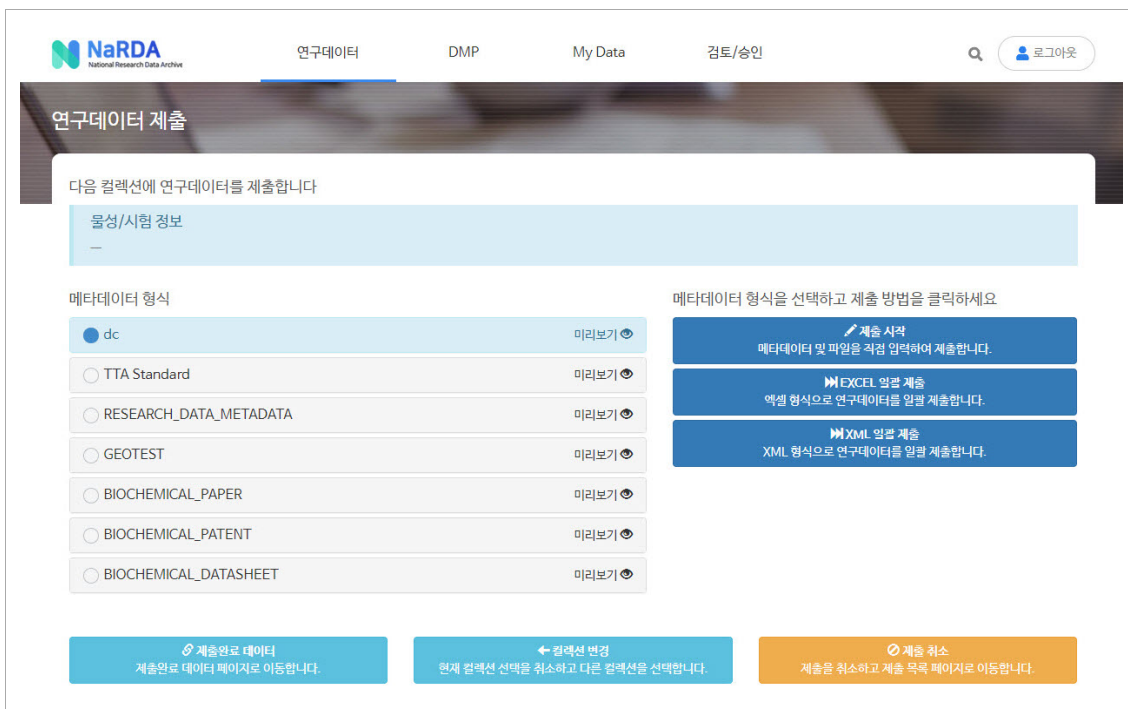 NaRDA
National Research Data Archive
연구데이터
DMP
My Data
검토/승인
로그아웃
연구데이터 제출
다음 컬렉션에 연구데이터를 제출합니다
물성/시험 정보
—
메타데이터 형식
메타데이터 형식을 선택하고 제출 방법을 클릭하세요
dc 미리보기
TTA Standard 미리보기
RESEARCH_DATA_METADATA 미리보기
GEOTEST 미리보기
BIOCHEMICAL_PAPER 미리보기
BIOCHEMICAL_PATENT 미리보기
BIOCHEMICAL_DATASHEET 미리보기
제출 시작
메타데이터 및 파일을 직접 입력하여 제출합니다.
EXCEL 일괄 제출
엑셀 형식으로 연구데이터를 일괄 제출합니다.
XML 일괄 제출
XML 형식으로 연구데이터를 일괄 제출합니다.
제출완료 데이터
제출완료 데이터 페이지로 이동합니다.
컬렉션 변경
현재 컬렉션 선택을 취소하고 다른 컬렉션을 선택합니다.
제출 취소
제출을 취소하고 제출 목록 페이지로 이동합니다.